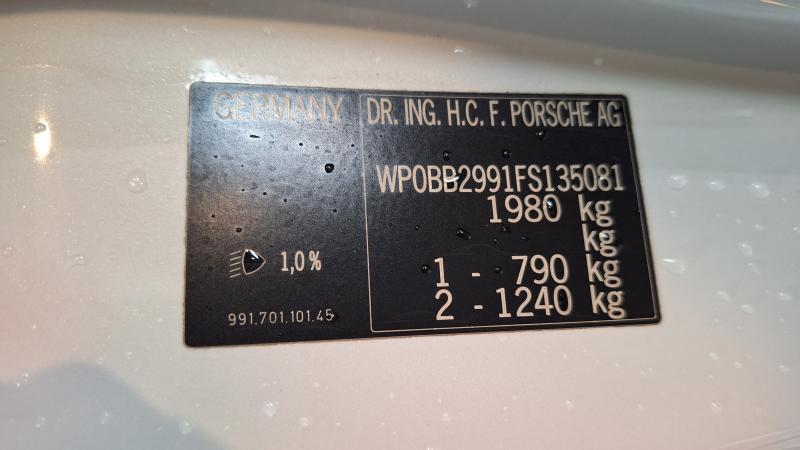 GERMANY
DR. ING. H.C. F. PORSCHE AG
WP0BB2991FS135081
1980 kg
kg
1 - 790 kg
2 - 1240 kg
1,0%
991.701.101.45